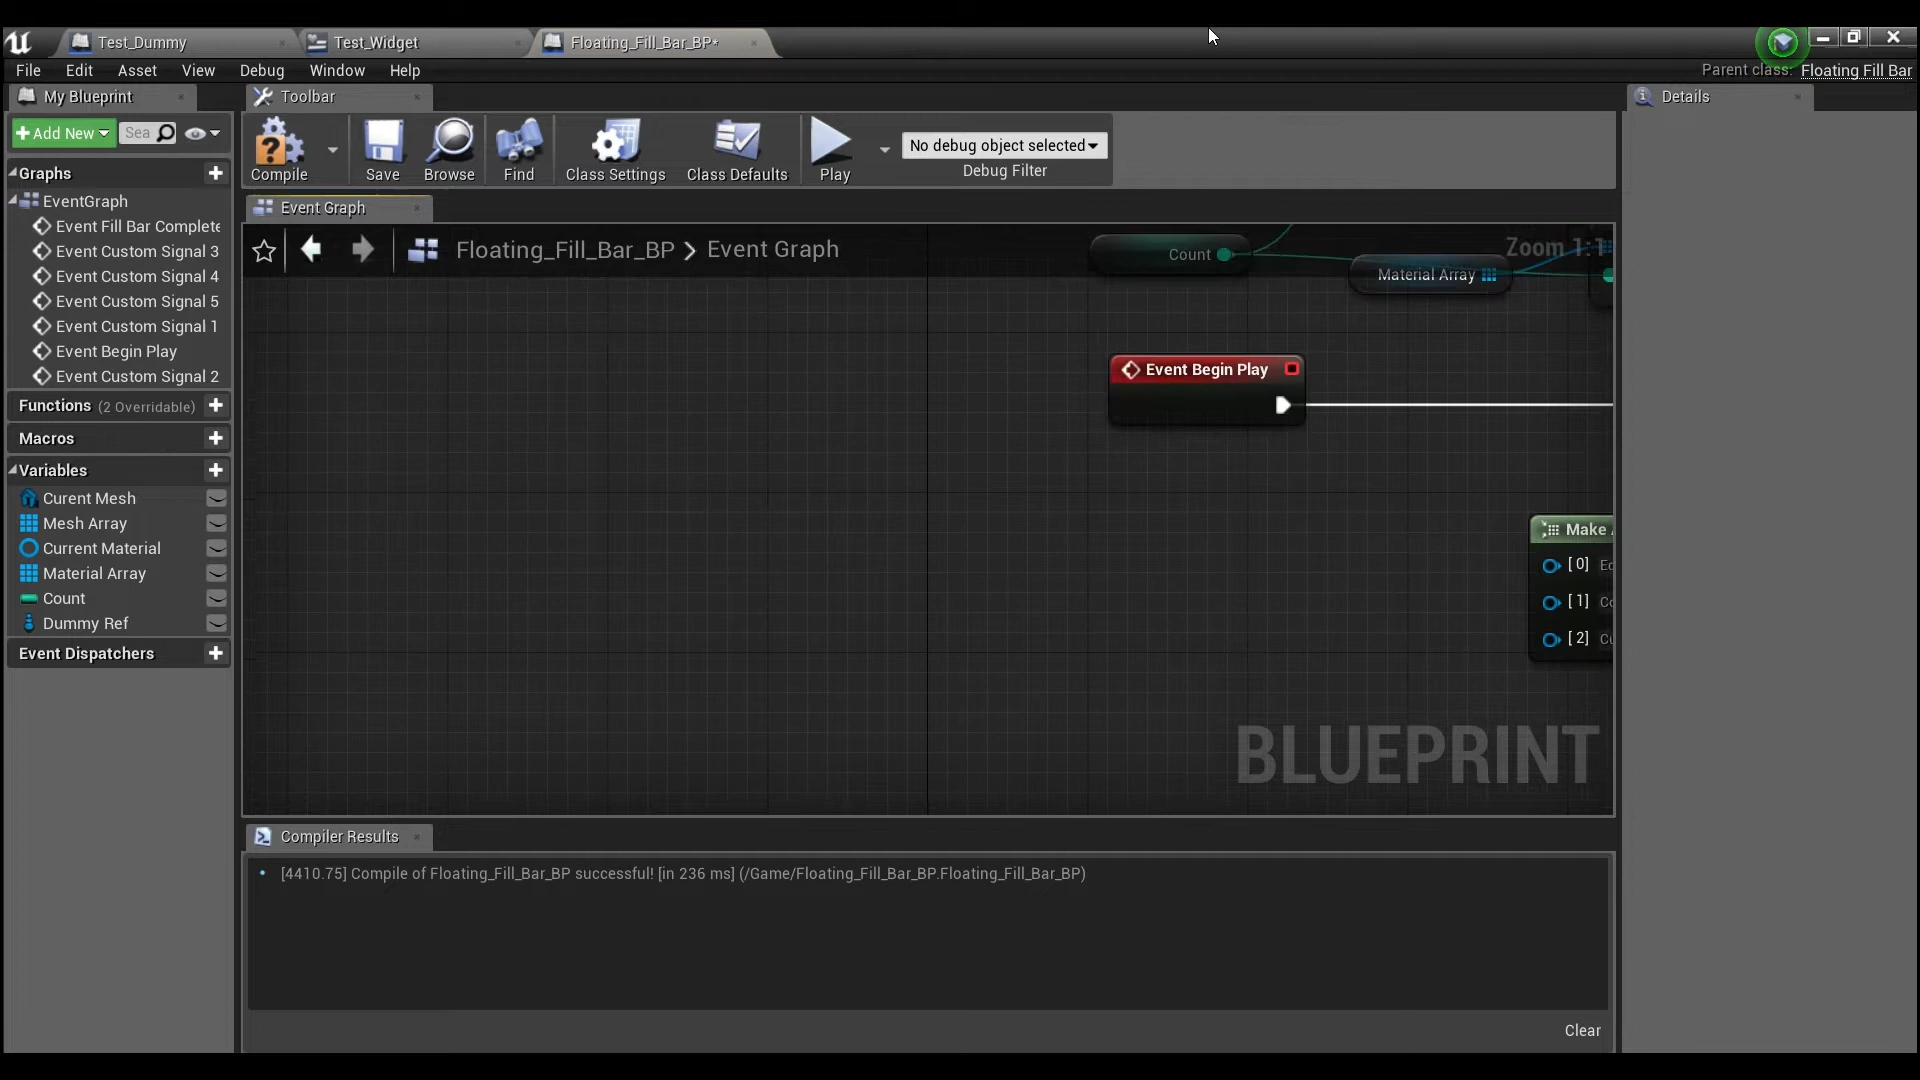 Test_Dummy
Test_Widget
Floating_Fill_Bar_BP*
File Edit Asset View Debug Window Help
Parent class: Floating Fill Bar
My Blueprint
Toolbar
Details
Add New
Sea
Compile
Save
Browse
Find
Class Settings
Class Defaults
Play
No debug object selected
Debug Filter
Graphs
EventGraph
Event Fill Bar Complete
Event Custom Signal 3
Event Custom Signal 4
Event Custom Signal 5
Event Custom Signal 1
Event Begin Play
Event Custom Signal 2
Functions (2 Overridable)
Macros
Variables
Curent Mesh
Mesh Array
Current Material
Material Array
Count
Dummy Ref
Event Dispatchers
Event Graph
Floating_Fill_Bar_BP > Event Graph
Zoom 1:1
Count
Material Array
Event Begin Play
Make
[0]
[1]
[2]
BLUEPRINT
Compiler Results
• [4410.75] Compile of Floating_Fill_Bar_BP successful! [in 236 ms] (/Game/Floating_Fill_Bar_BP.Floating_Fill_Bar_BP)
Clear